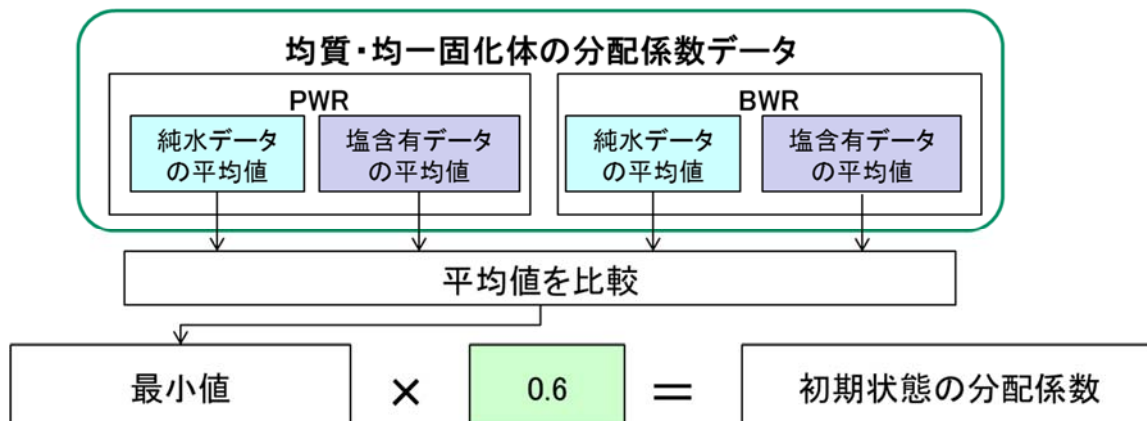 均質・均一固化体の分配係数データ
PWR
BWR
純水データ
の平均値
塩含有データ
の平均値
純水データ
の平均値
塩含有データ
の平均値
平均値を比較
最小値
×
0.6
=
初期状態の分配係数